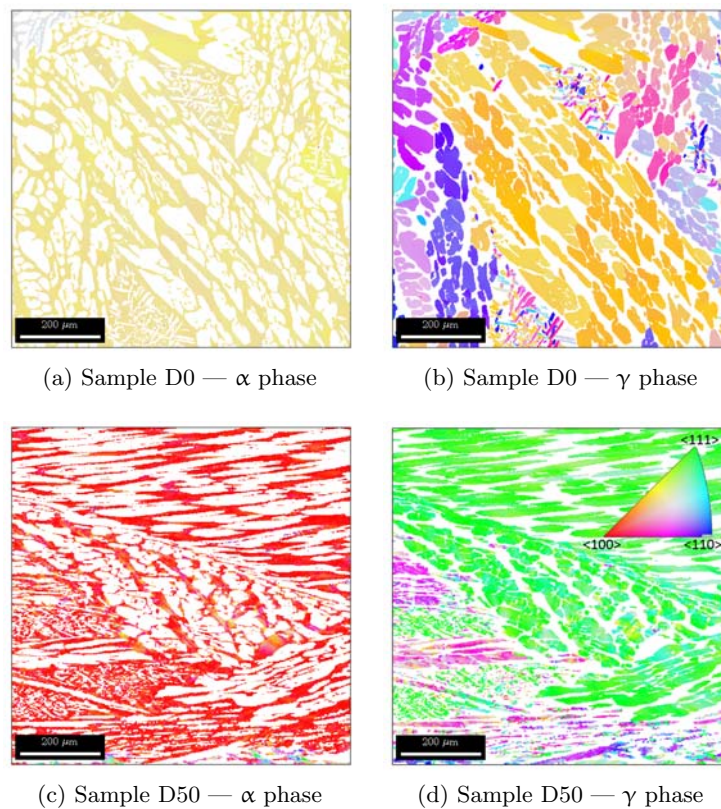 200 µm
200 µm
(a) Sample D0 — α phase
(b) Sample D0 — γ phase
<111>
<100>
<110>
200 µm
200 µm
(c) Sample D50 — α phase
(d) Sample D50 — γ phase